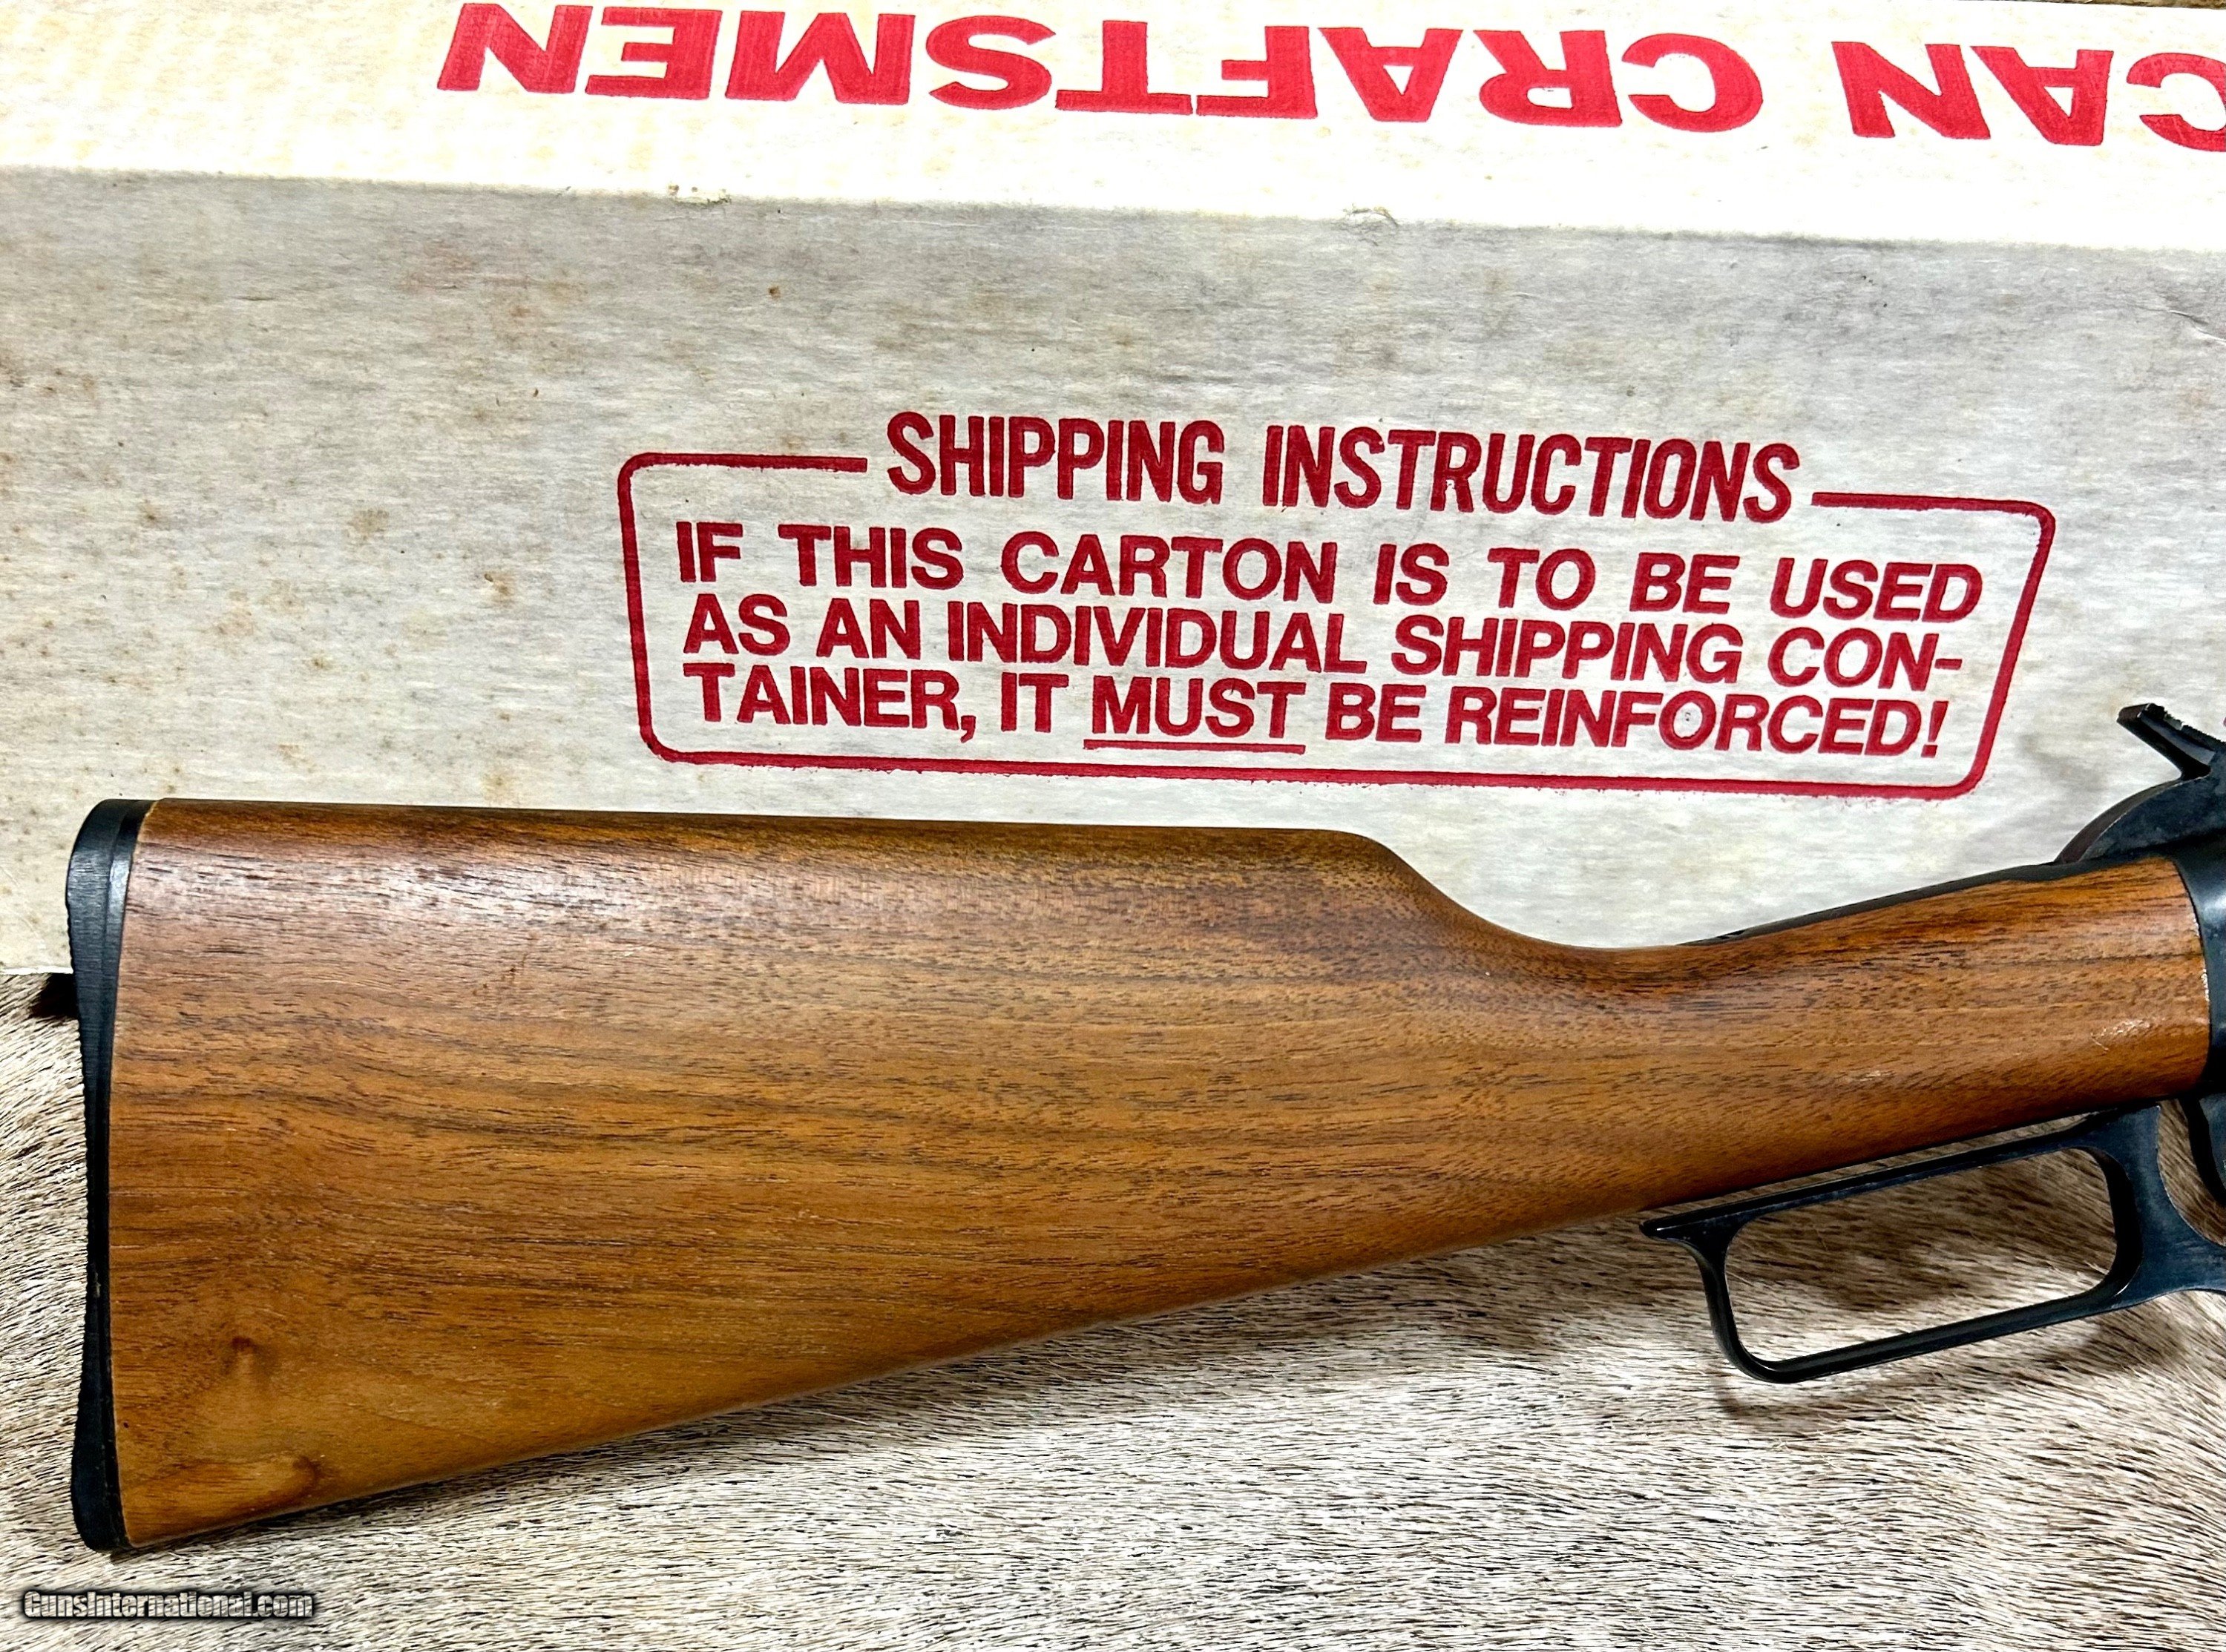 CAN CRAFTSMEN
SHIPPING INSTRUCTIONS
IF THIS CARTON IS TO BE USED
AS AN INDIVIDUAL SHIPPING CON-
TAINER, IT MUST BE REINFORCED!
GunsInternational.com